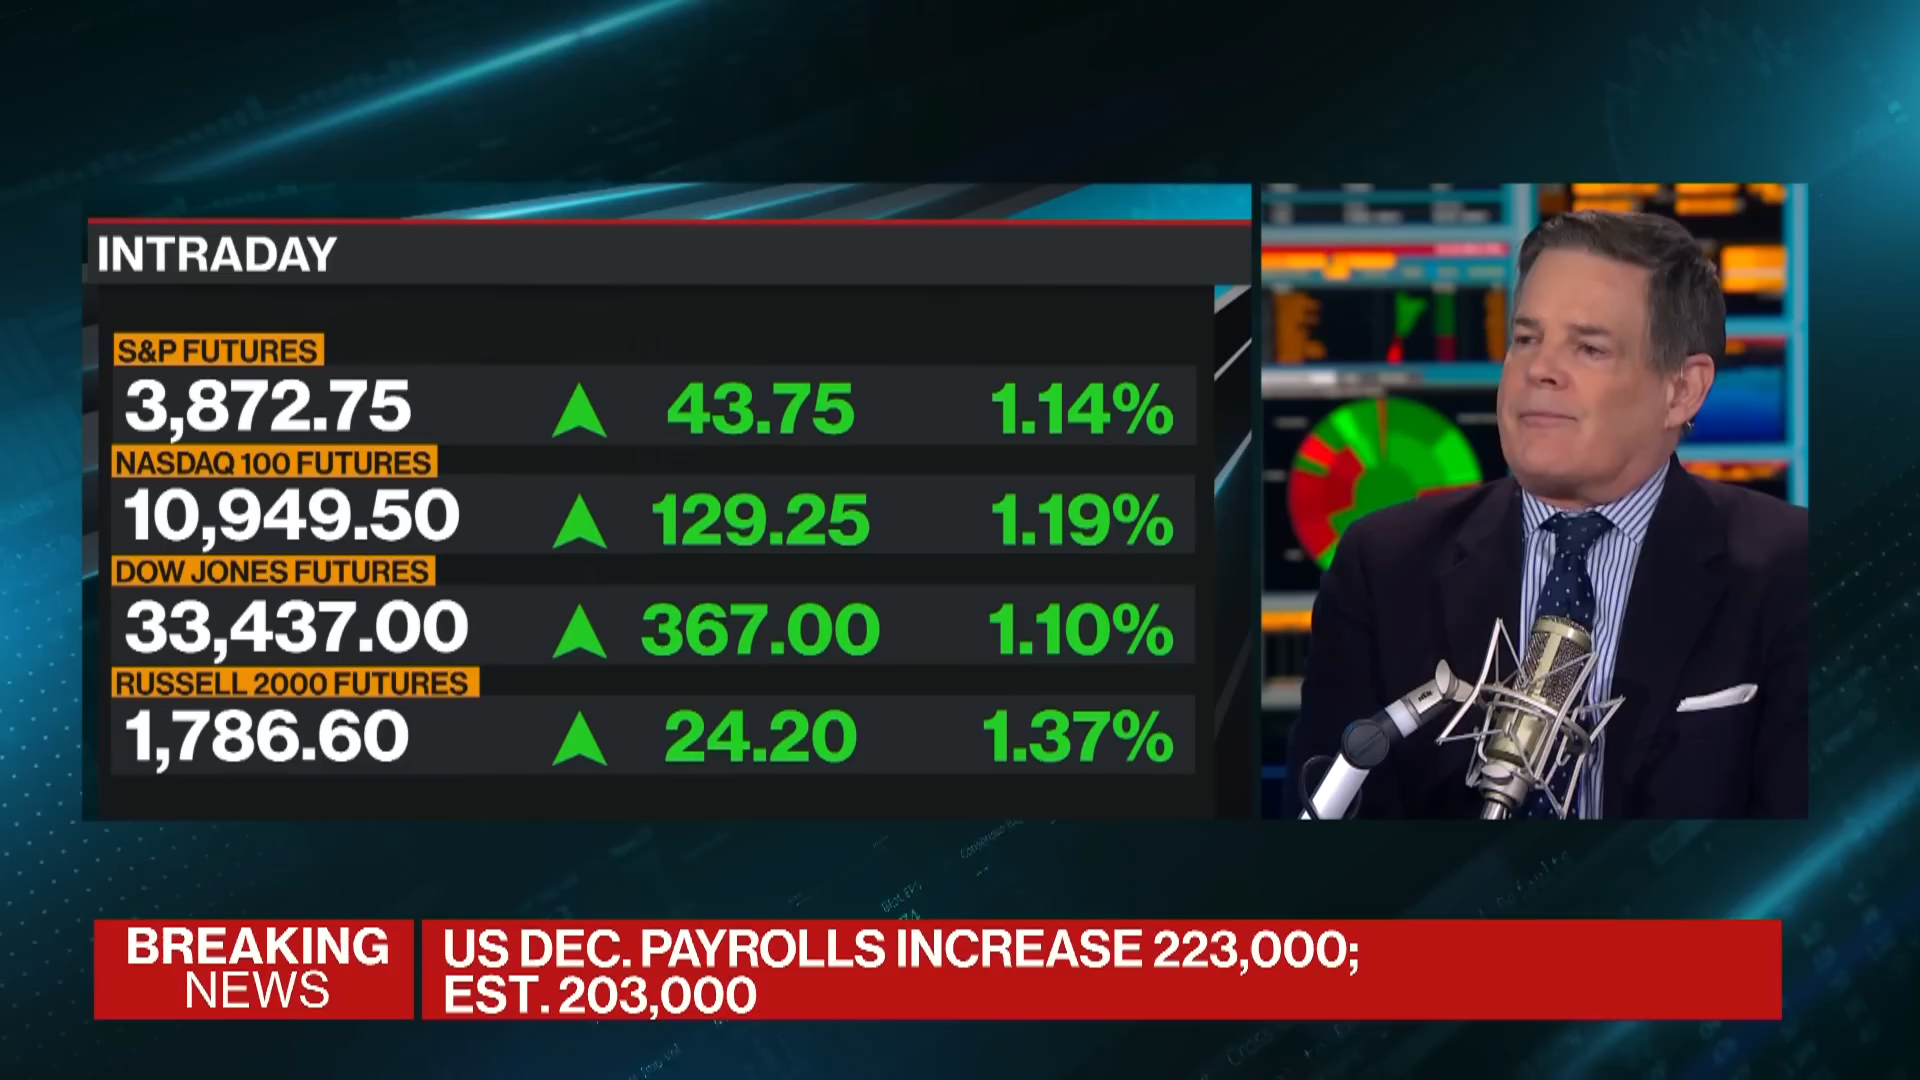 INTRADAY
S&P FUTURES
3,872.75 ▲ 43.75 1.14%
NASDAQ 100 FUTURES
10,949.50 ▲ 129.25 1.19%
DOW JONES FUTURES
33,437.00 ▲ 367.00 1.10%
RUSSELL 2000 FUTURES
1,786.60 ▲ 24.20 1.37%
BREAKING
NEWS
US DEC. PAYROLLS INCREASE 223,000;
EST. 203,000